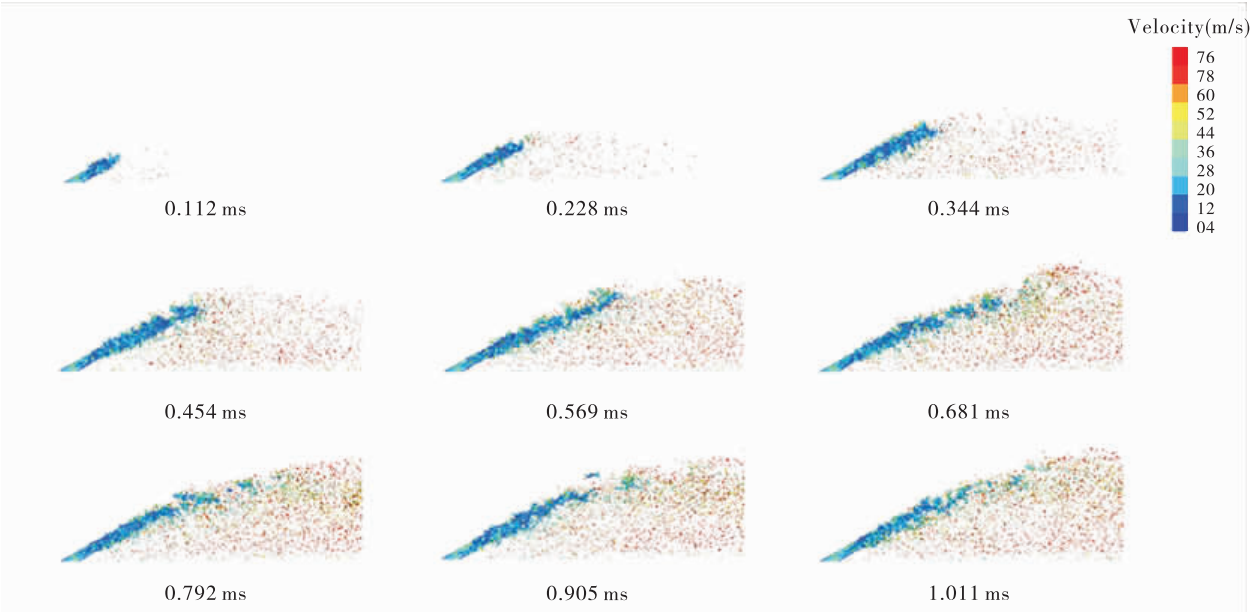 Velocity(m/s)
76
78
60
52
44
36
28
20
12
04
0.112 ms
0.228 ms
0.344 ms
0.454 ms
0.569 ms
0.681 ms
0.792 ms
0.905 ms
1.011 ms